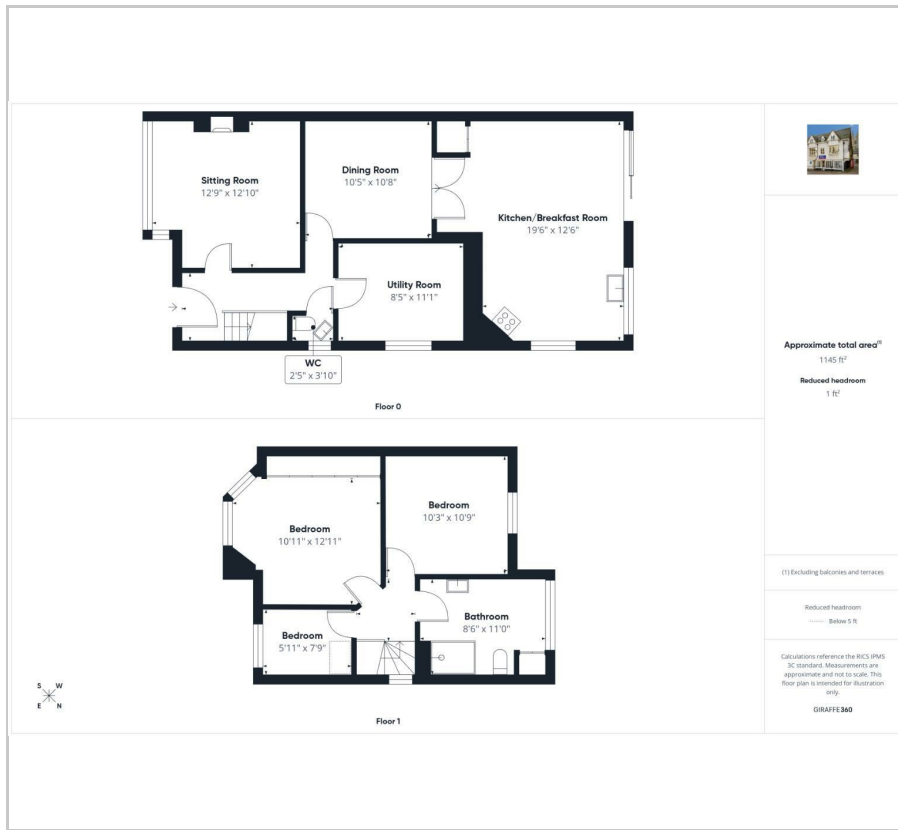 Sitting Room
12'9" x 12'10"
Dining Room
10'5" x 10'8"
Kitchen/Breakfast Room
19'6" x 12'6"
Utility Room
8'5" x 11'1"
WC
2'5" x 3'10"
Floor 0
Bedroom
10'11" x 12'11"
Bedroom
10'3" x 10'9"
Bathroom
8'6" x 11'0"
Bedroom
5'11" x 7'9"
S W
E N
Floor 1
Approximate total area(1)
1145 ft²
Reduced headroom
1 ft²
(1) Excluding balconies and terraces
Reduced headroom
Below 5 ft
Calculations reference the RICS IPMS
3C standard. Measurements are
approximate and not to scale. This
floor plan is intended for illustration
only.
GIRAFFE360